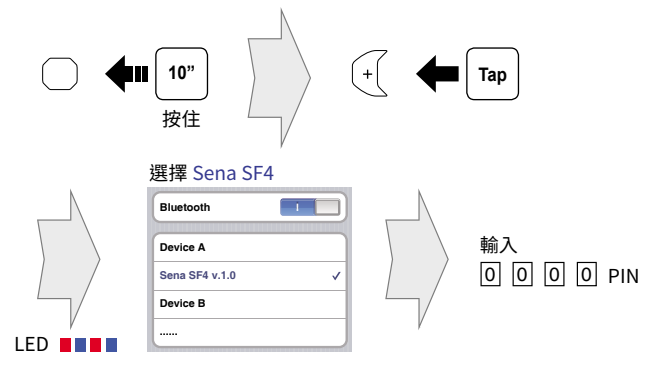 10”
按住
+
Tap
選擇 Sena SF4
Bluetooth
I
Device A
Sena SF4 v.1.0 ✓
Device B
......
LED
輸入
0 0 0 0 PIN